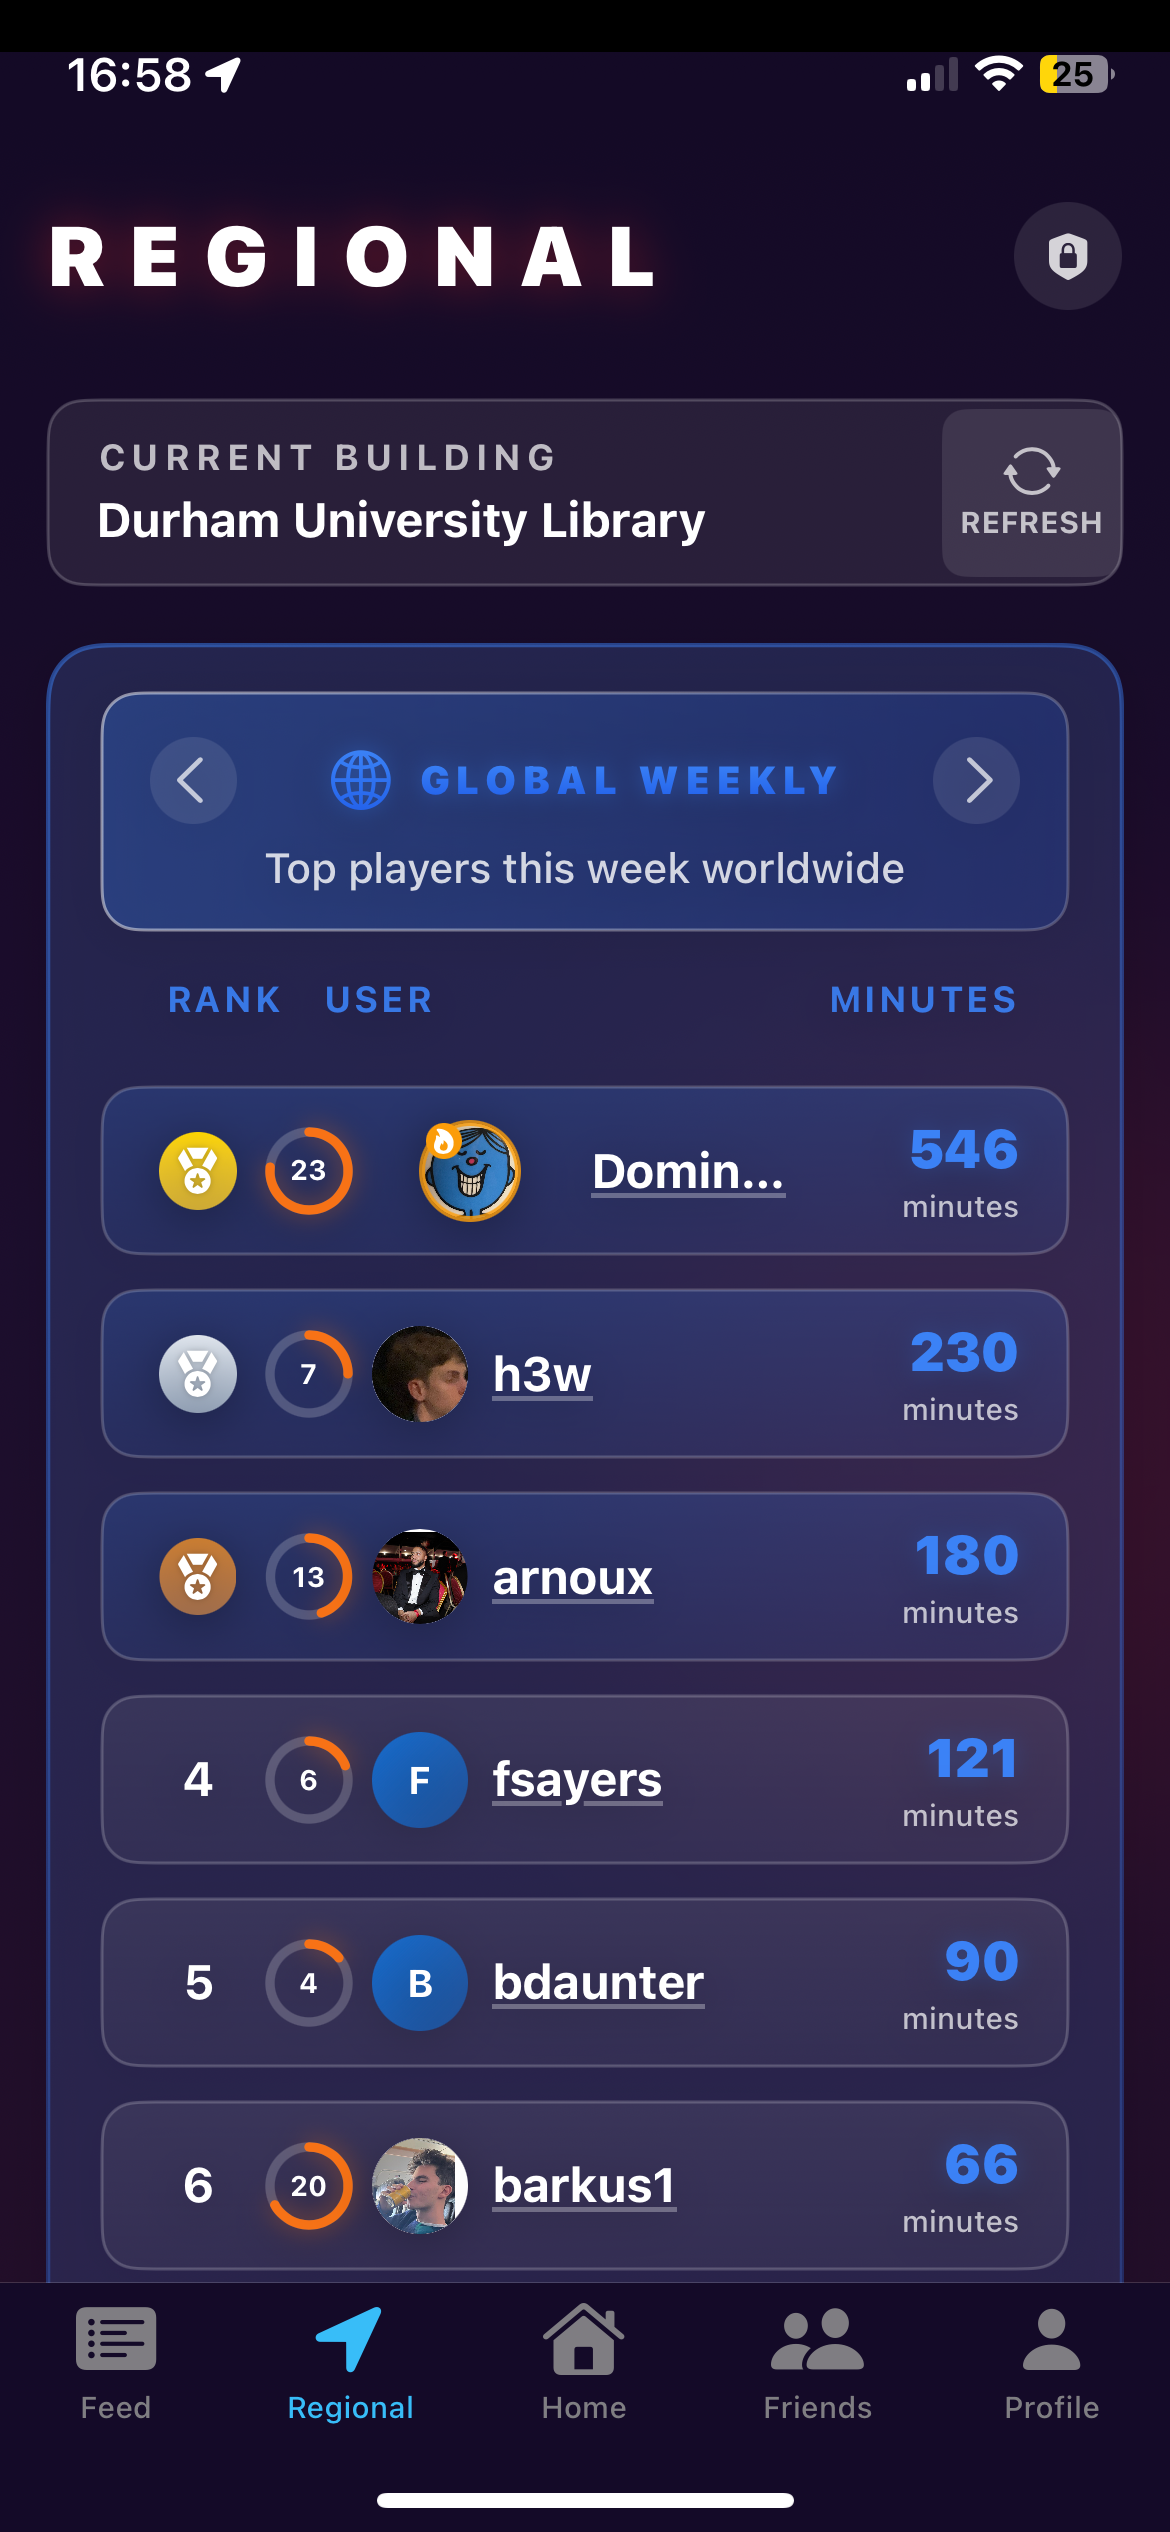 16:58
25
REGIONAL
CURRENT BUILDING
Durham University Library
REFRESH
GLOBAL WEEKLY
Top players this week worldwide
RANK USER MINUTES
23 Domin... 546
minutes
7 h3w 230
minutes
13 arnoux 180
minutes
4 6 F fsayers 121
minutes
5 4 B bdaunter 90
minutes
6 20 barkus1 66
minutes
Feed Regional Home Friends Profile